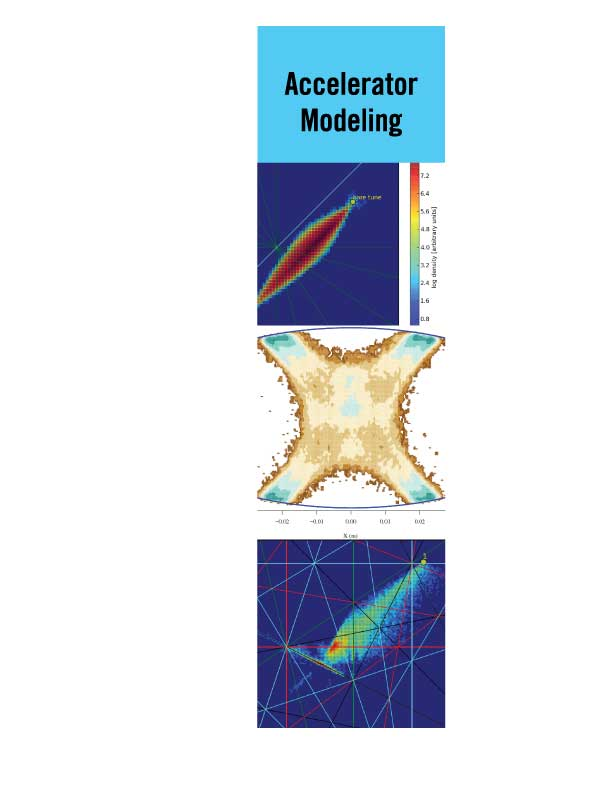 Accelerator
Modeling
bare tune
7.2
6.4
5.6
4.8
4.0
3.2
2.4
1.6
0.8
log density [arbitrary units]
−0.02 −0.01 0.00 0.01 0.02
X (m)